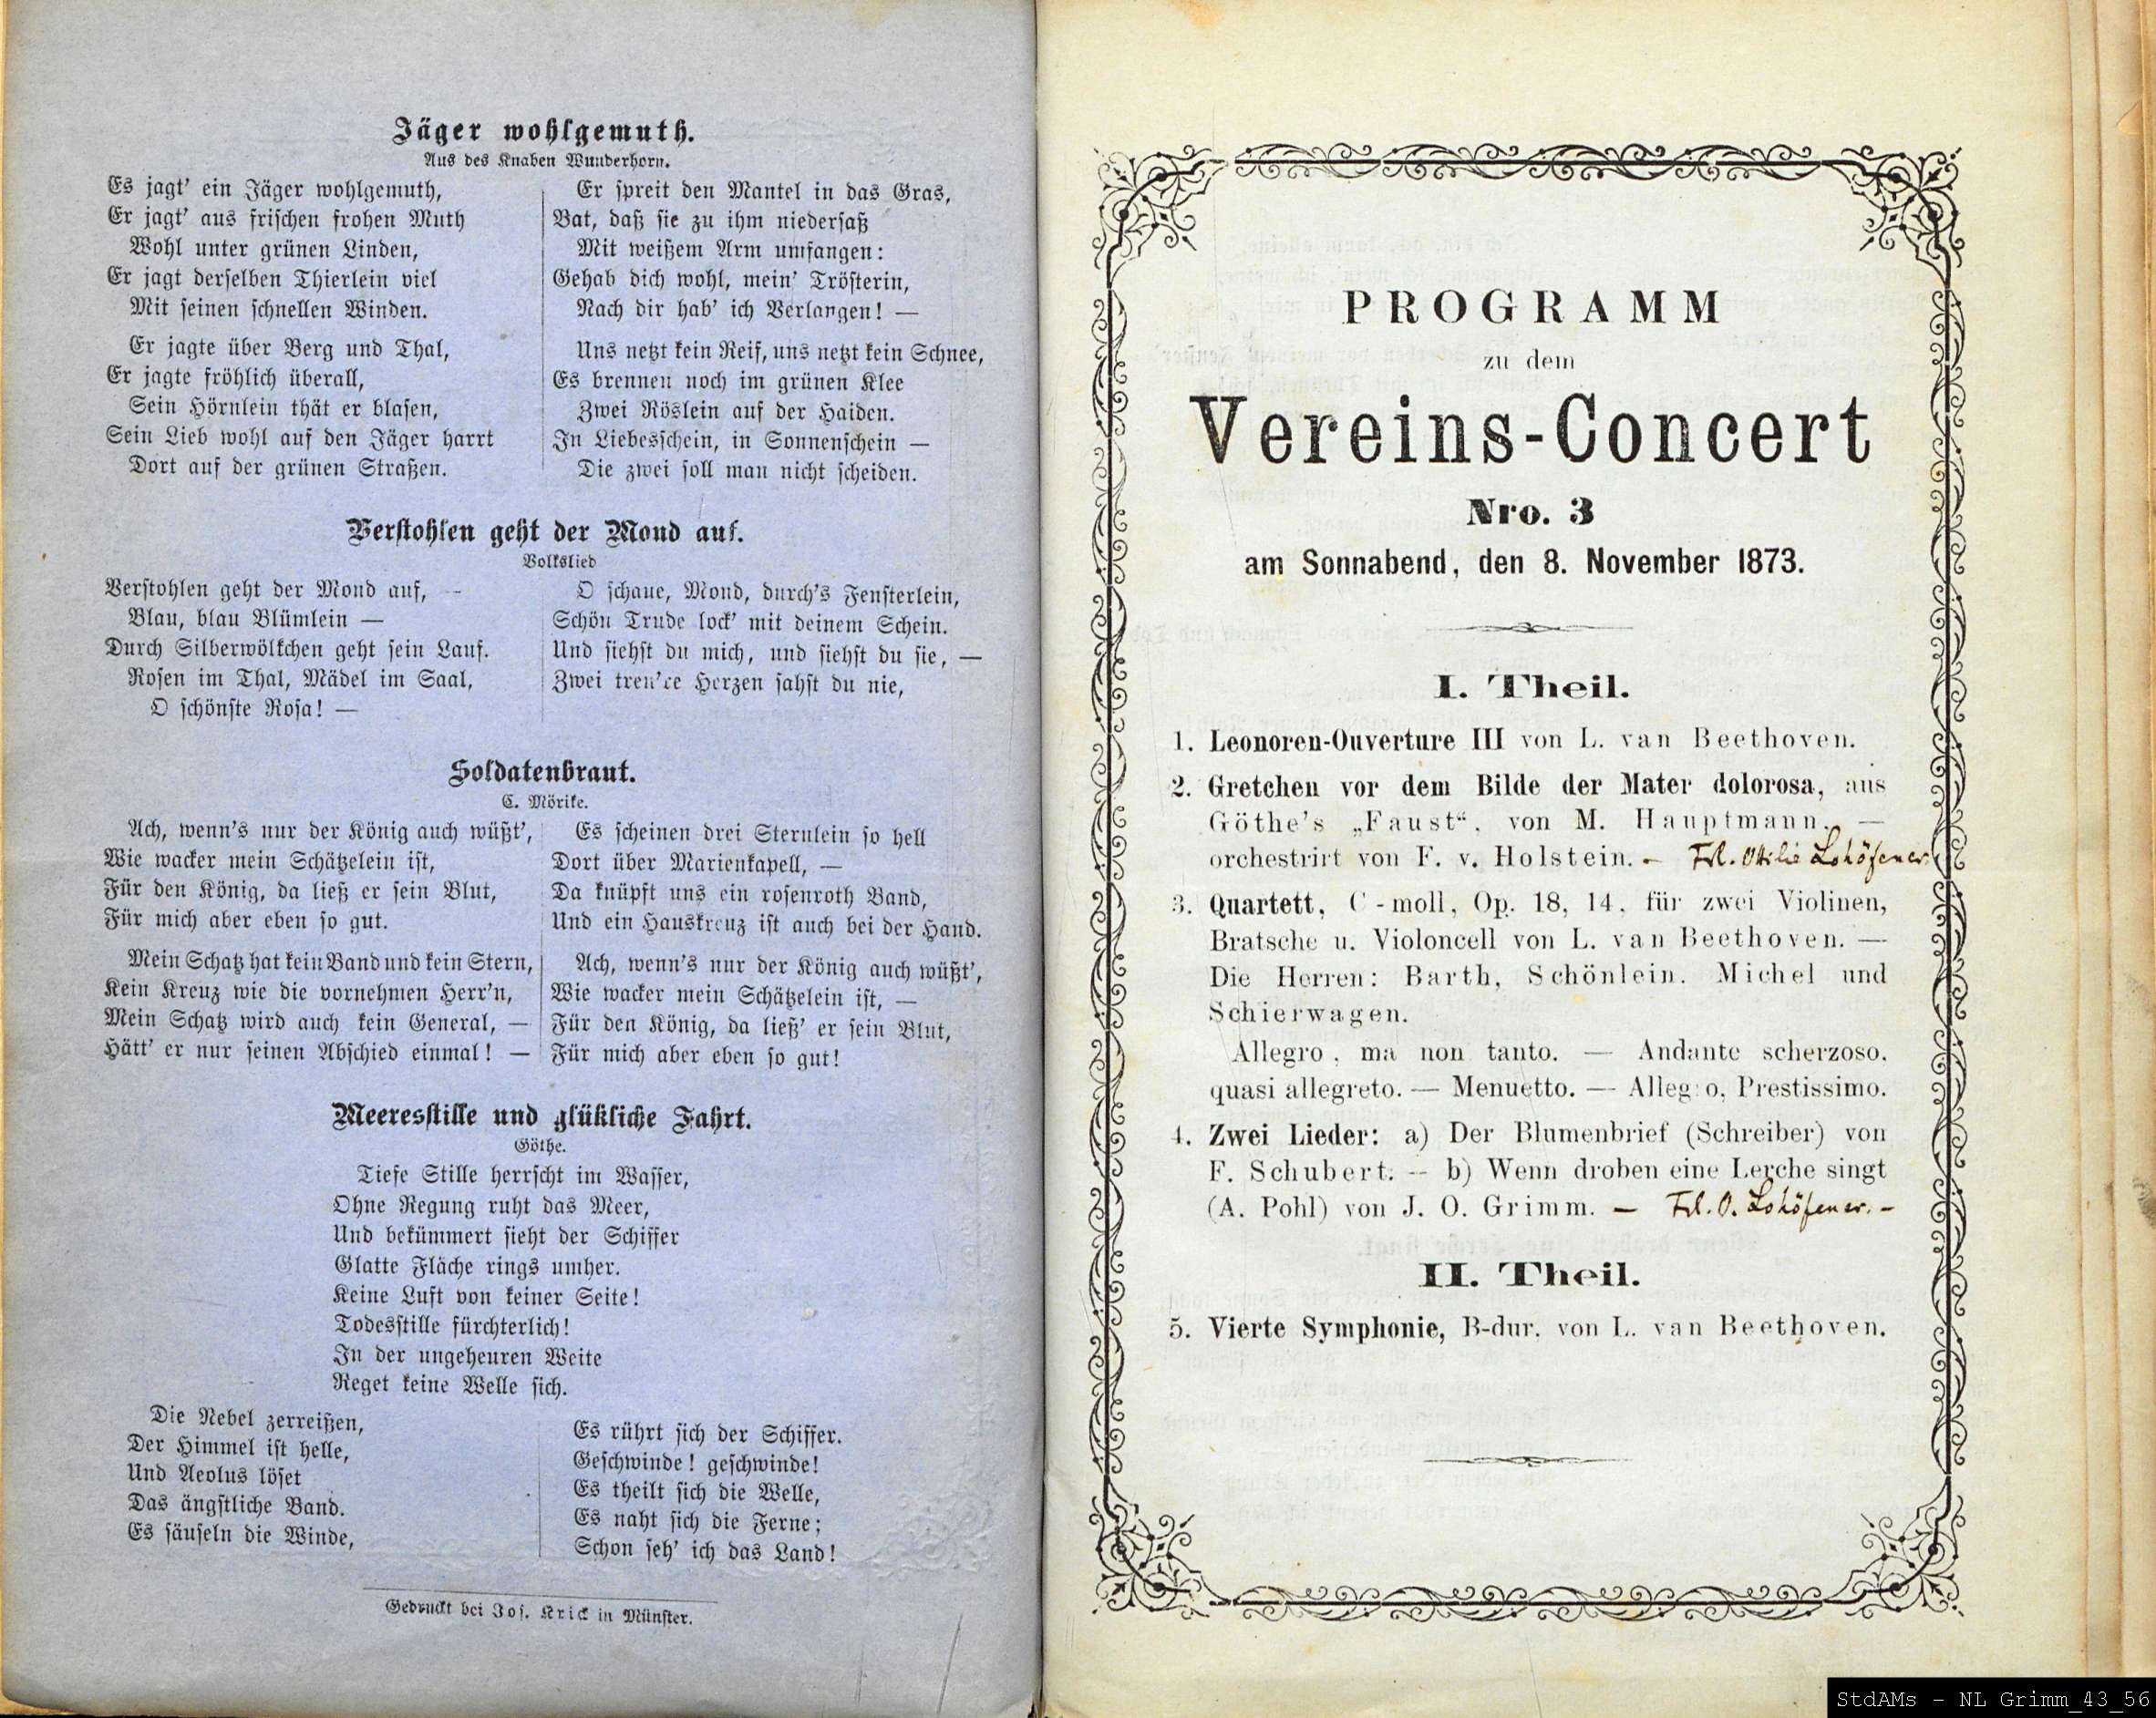 Jäger wohlgemuth.
Aus des Knaben Wunderhorn.
Es jagt' ein Jäger wohlgemuth,
Er jagt' aus frischen frohen Muth
Wohl unter grünen Linden,
Er jagt derselben Thierlein viel
Mit seinen schnellen Winden.
Er jagte über Berg und Thal,
Er jagte fröhlich überall,
Sein Hörnlein thät er blasen,
Sein Lieb wohl auf den Jäger harrt
Dort auf der grünen Straßen.
Er spreit den Mantel in das Gras,
Bat, daß sie zu ihm niedersaß
Mit weißem Arm umfangen:
Gehab dich wohl, mein' Trösterin,
Nach dir hab' ich Verlangen! —
Uns netzt kein Reif, uns netzt kein Schnee,
Es brennen noch im grünen Klee
Zwei Röslein auf der Haiden.
In Liebesschein, in Sonnenschein —
Die zwei soll man nicht scheiden.
Verstohlen geht der Mond auf.
Volkslied
Verstohlen geht der Mond auf, —
Blau, blau Blümlein —
Durch Silberwölkchen geht sein Lauf.
Rosen im Thal, Mädel im Saal,
O schönste Rosa! —
O schaue, Mond, durch's Fensterlein,
Schön Trude lock' mit deinem Schein.
Und siehst du mich, und siehst du sie, —
Zwei treu're Herzen sahst du nie,
Soldatenbraut.
E. Mörike.
Ach, wenn's nur der König auch wüßt',
Wie wacker mein Schätzelein ist,
Für den König, da ließ er sein Blut,
Für mich aber eben so gut.
Mein Schatz hat kein Band und kein Stern,
Kein Kreuz wie die vornehmen Herr'n,
Mein Schatz wird auch kein General, —
Hätt' er nur seinen Abschied einmal! —
Es scheinen drei Sternlein so hell
Dort über Marienkapell, —
Da knüpft uns ein rosenroth Band,
Und ein Hauskreuz ist auch bei der Hand.
Ach, wenn's nur der König auch wüßt',
Wie wacker mein Schätzelein ist, —
Für den König, da ließ' er sein Blut,
Für mich aber eben so gut!
Meeresstille und glükliche Fahrt.
Göthe.
Tiefe Stille herrscht im Wasser,
Ohne Regung ruht das Meer,
Und bekümmert sieht der Schiffer
Glatte Fläche rings umher.
Keine Luft von keiner Seite!
Todesstille fürchterlich!
In der ungeheuren Weite
Reget keine Welle sich.
Die Nebel zerreißen,
Der Himmel ist helle,
Und Aeolus löset
Das ängstliche Band.
Es säuseln die Winde,
Es rührt sich der Schiffer.
Geschwinde! geschwinde!
Es theilt sich die Welle,
Es naht sich die Ferne;
Schon seh' ich das Land!
Gedruckt bei Jos. Krick in Münster.
PROGRAMM
zu dem
Vereins-Concert
Nro. 3
am Sonnabend, den 8. November 1873.
I. Theil.
1. Leonoren-Ouverture III von L. van Beethoven.
2. Gretchen vor dem Bilde der Mater dolorosa, aus
Göthe's „Faust“, von M. Hauptmann. —
orchestrirt von F. v. Holstein. – Frl. Ottilie Lohöfener.
3. Quartett, C-moll, Op. 18, 14, für zwei Violinen,
Bratsche u. Violoncell von L. van Beethoven. —
Die Herren: Barth, Schönlein, Michel und
Schierwagen.
Allegro, ma non tanto. — Andante scherzoso,
quasi allegreto. — Menuetto. — Allegro, Prestissimo.
4. Zwei Lieder: a) Der Blumenbrief (Schreiber) von
F. Schubert. — b) Wenn droben eine Lerche singt
(A. Pohl) von J. O. Grimm. – Frl. O. Lohöfener. –
II. Theil.
5. Vierte Symphonie, B-dur, von L. van Beethoven.
StdAMs – NL Grimm_43_56